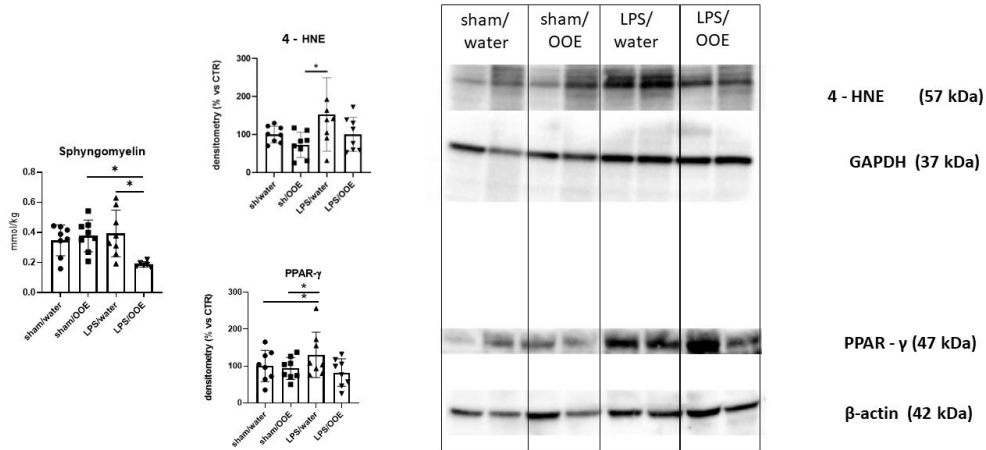 Sphyngomyelin
mmol/kg
0.8
0.6
0.4
0.2
0.0
*
*
sham/water
sham/OOE
LPS/water
LPS/OOE
4 - HNE
densitometry (% vs CTR)
300
200
100
0
*
sh/water
sh/OOE
LPS/water
LPS/OOE
PPAR-γ
densitometry (% vs CTR)
300
200
100
0
*
*
sham/water
sham/OOE
LPS/water
LPS/OOE
sham/
water
sham/
OOE
LPS/
water
LPS/
OOE
4 - HNE (57 kDa)
GAPDH (37 kDa)
PPAR - γ (47 kDa)
β-actin (42 kDa)